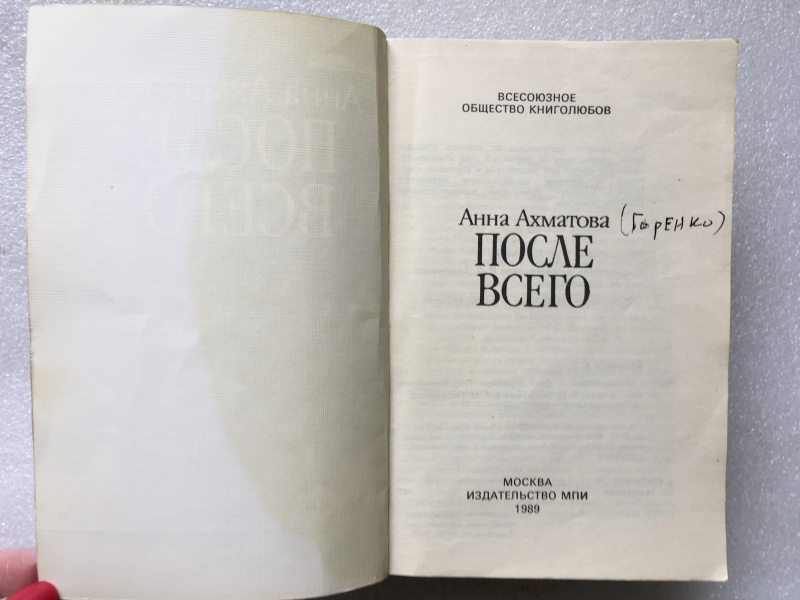 ВСЕСОЮЗНОЕ
ОБЩЕСТВО КНИГОЛЮБОВ
Анна Ахматова (ГорЕНКО)
ПОСЛЕ
ВСЕГО
МОСКВА
ИЗДАТЕЛЬСТВО МПИ
1989